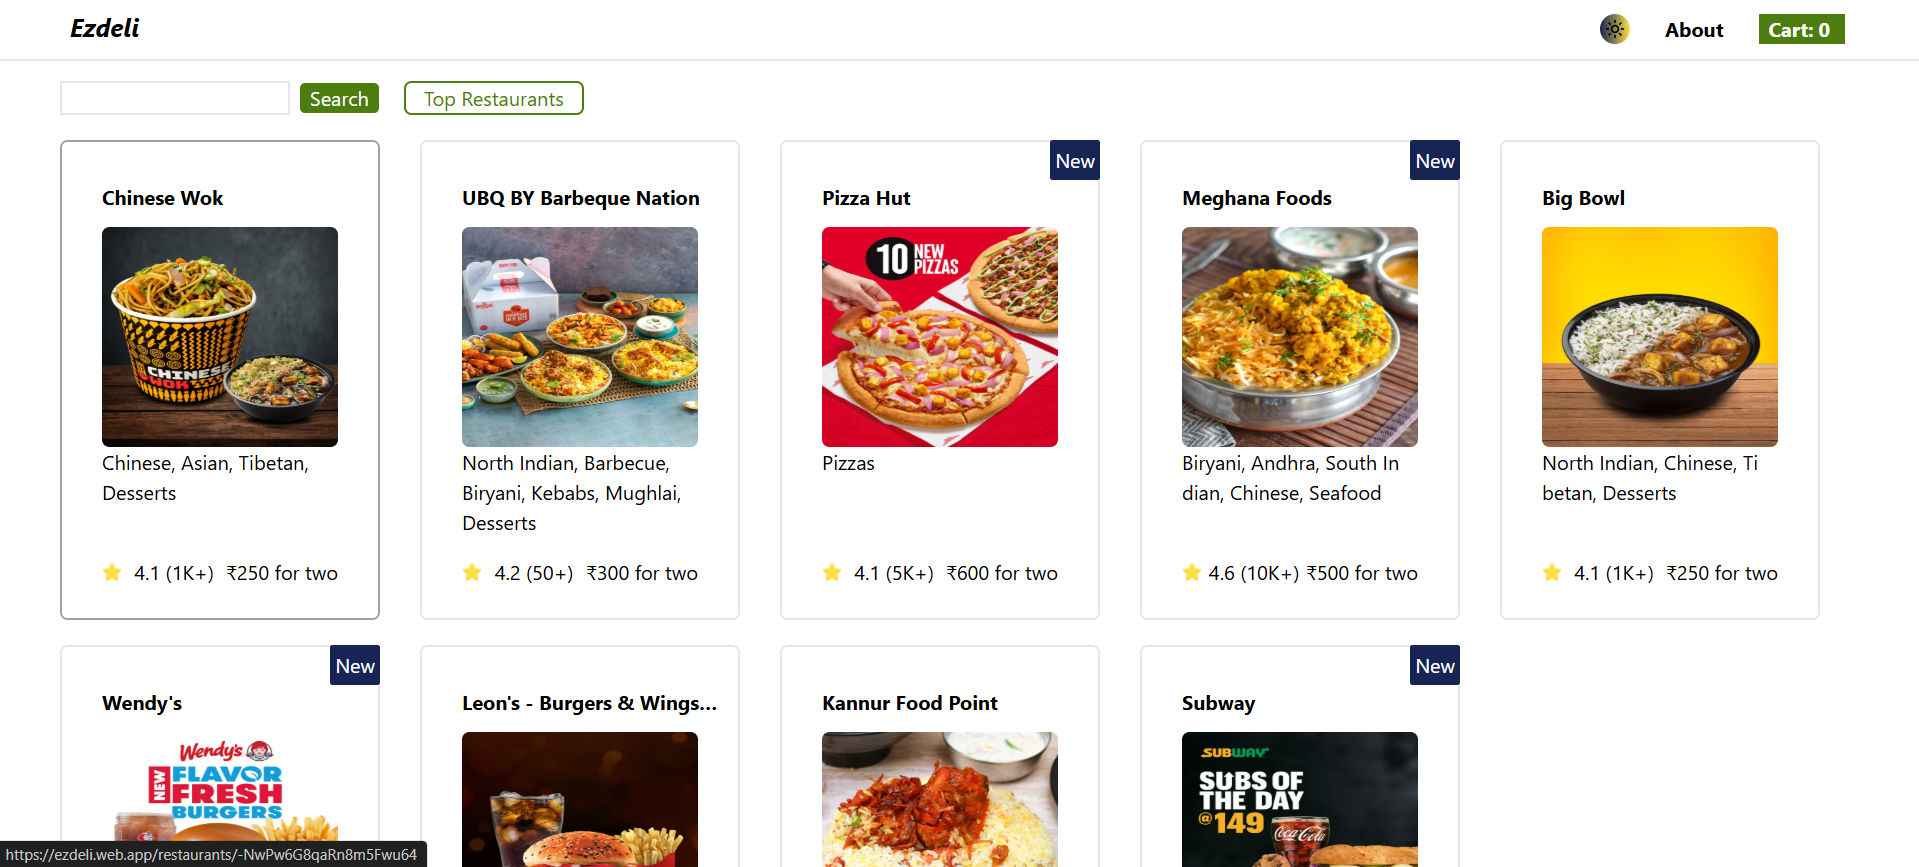 Ezdeli
About
Cart: 0
Search
Top Restaurants
Chinese Wok
CHINESE
WOK
Chinese, Asian, Tibetan,
Desserts
4.1 (1K+) ₹250 for two
UBQ BY Barbeque Nation
North Indian, Barbecue,
Biryani, Kebabs, Mughlai,
Desserts
4.2 (50+) ₹300 for two
New
Pizza Hut
10 NEW
PIZZAS
Pizzas
4.1 (5K+) ₹600 for two
New
Meghana Foods
Biryani, Andhra, South In
dian, Chinese, Seafood
4.6 (10K+) ₹500 for two
Big Bowl
North Indian, Chinese, Ti
betan, Desserts
4.1 (1K+) ₹250 for two
New
Wendy's
Wendy's
NEW
FLAVOR
FRESH
BURGERS
Leon's - Burgers & Wings...
Kannur Food Point
New
Subway
SUBWAY
SUBS OF
THE DAY
@149
Coca-Cola
https://ezdeli.web.app/restaurants/-NwPw6G8qaRn8m5Fwu64